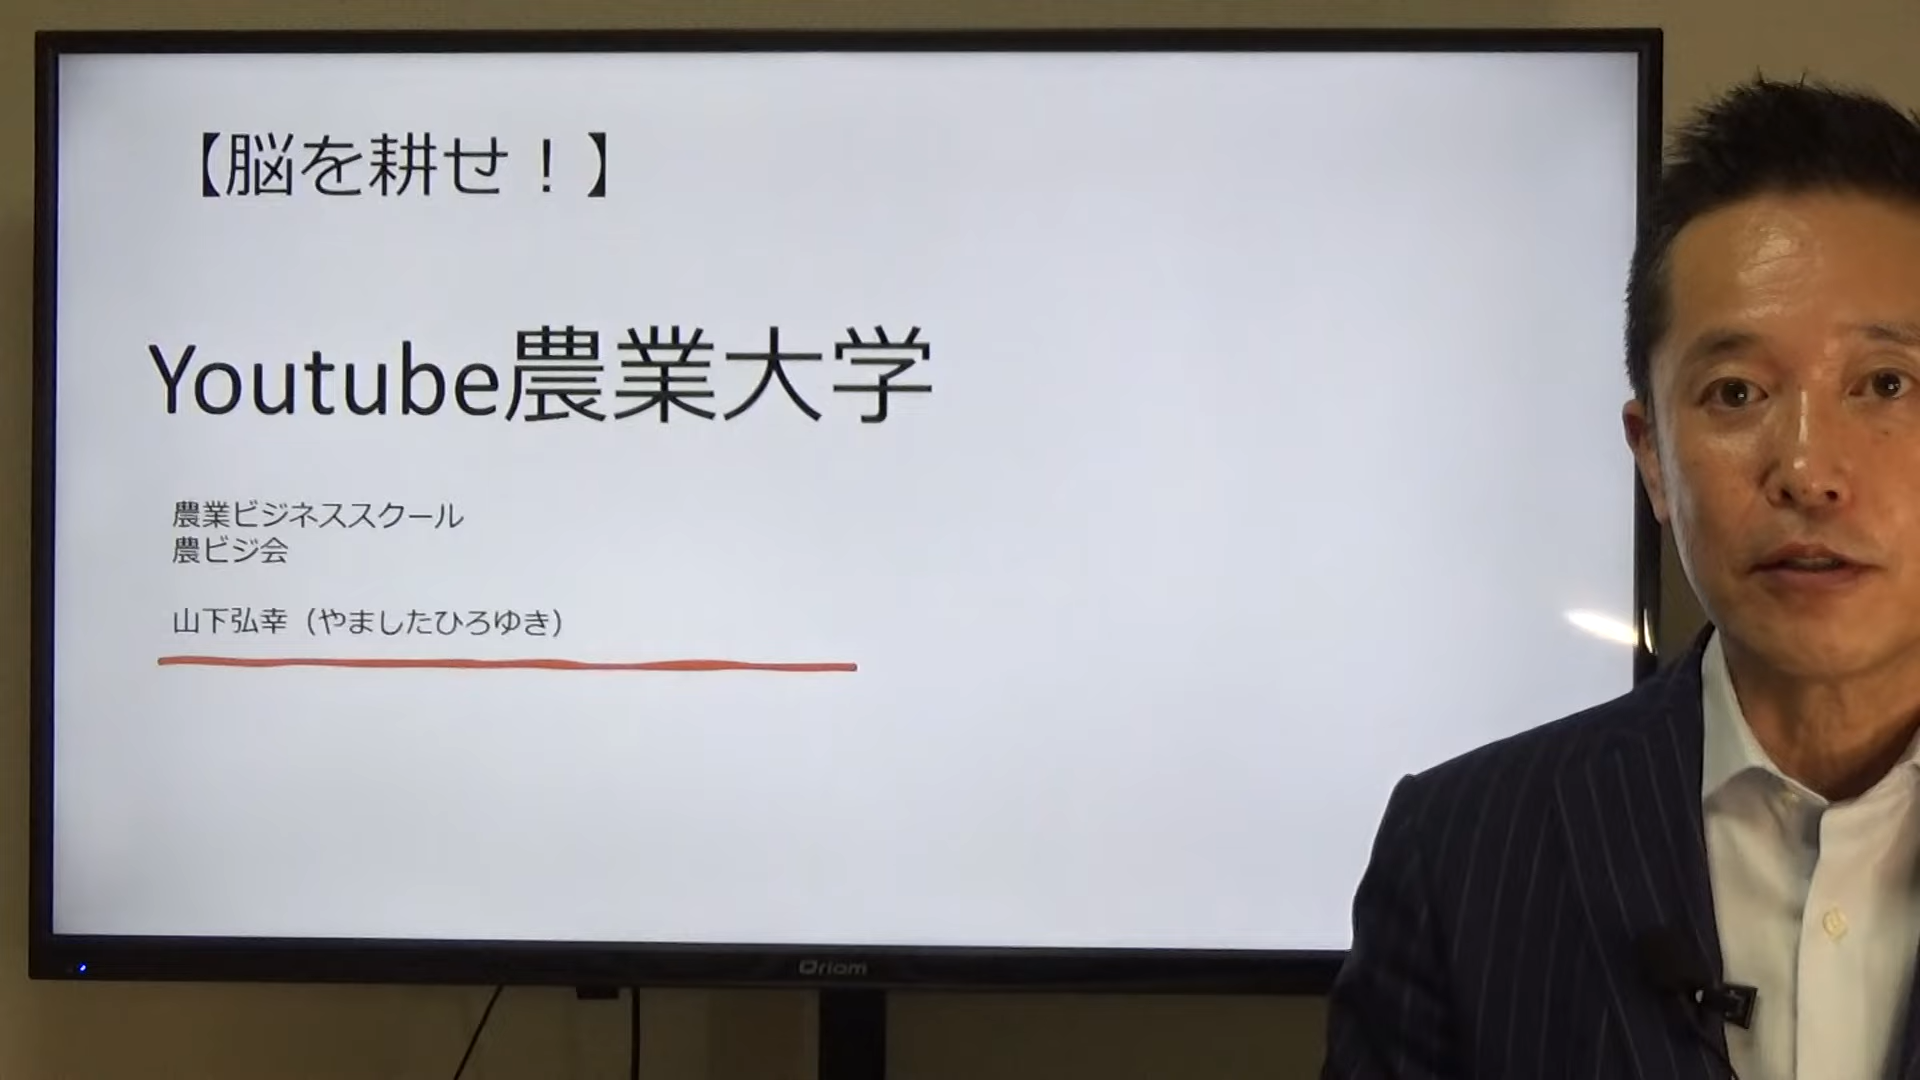 【脳を耕せ！】
Youtube農業大学
農業ビジネススクール
農ビジ会
山下弘幸（やましたひろゆき）
Oriom